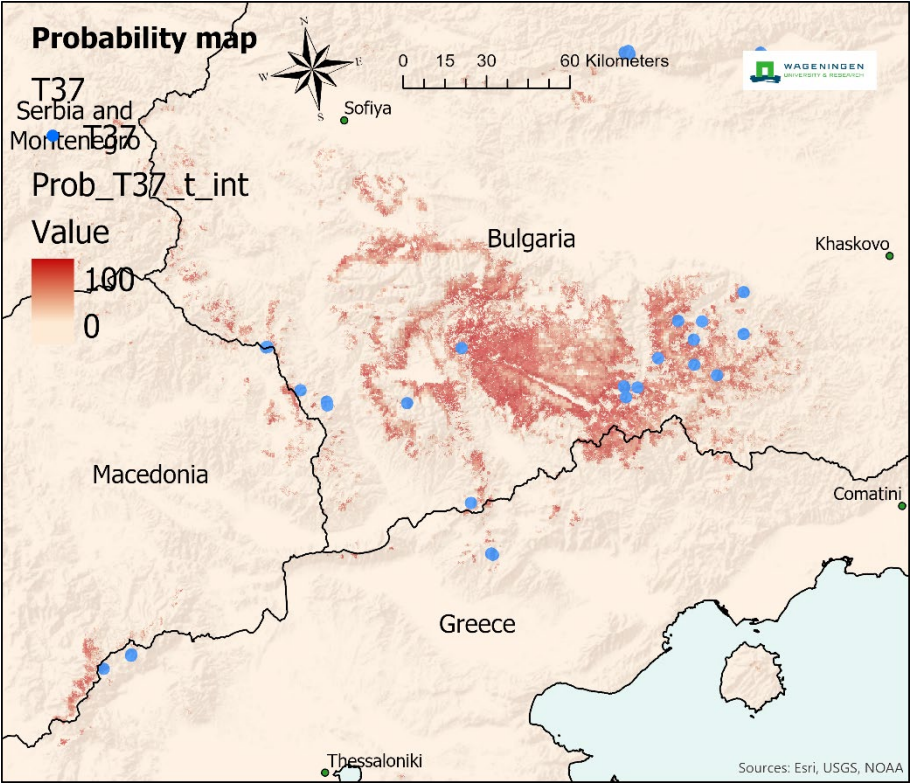 Probability map
T37
Serbia and
Montenegro
T37
Prob_T37_t_int
Value
100
0
N
W
E
S
0 15 30 60 Kilometers
WAGENINGEN
UNIVERSITY & RESEARCH
Sofiya
Bulgaria
Khaskovo
Macedonia
Comatini
Greece
Thessaloniki
Sources: Esri, USGS, NOAA